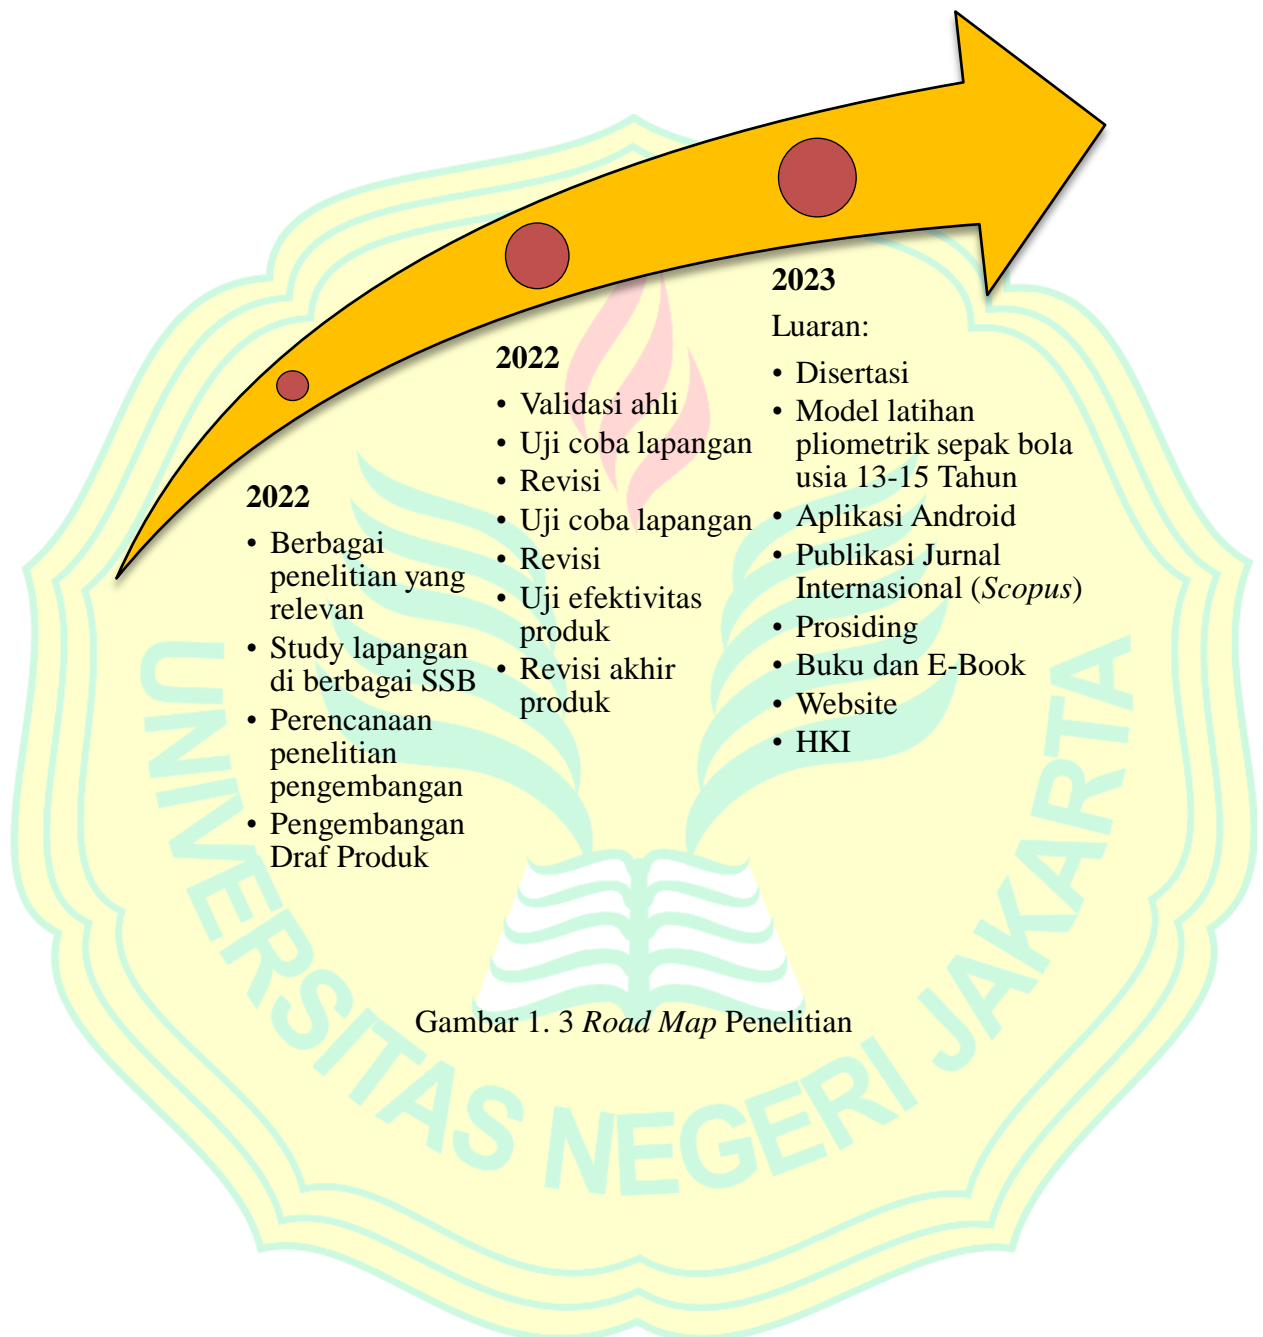 2022
• Berbagai
penelitian yang
relevan
• Study lapangan
di berbagai SSB
• Perencanaan
penelitian
pengembangan
• Pengembangan
Draf Produk
2022
• Validasi ahli
• Uji coba lapangan
• Revisi
• Uji coba lapangan
• Revisi
• Uji efektivitas
produk
• Revisi akhir
produk
2023
Luaran:
• Disertasi
• Model latihan
pliometrik sepak bola
usia 13-15 Tahun
• Aplikasi Android
• Publikasi Jurnal
Internasional (Scopus)
• Prosiding
• Buku dan E-Book
• Website
• HKI
Gambar 1. 3 Road Map Penelitian
UNIVERSITAS NEGERI JAKARTA